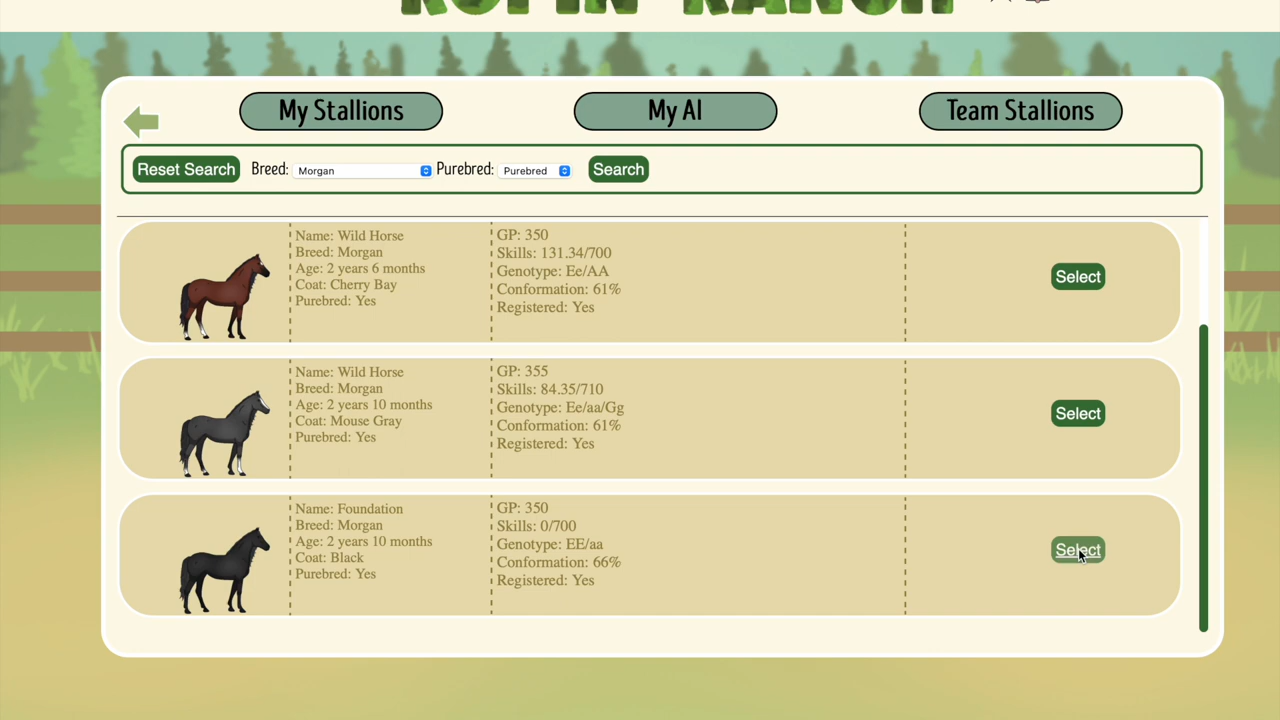 ROPIN' RANCH
My Stallions
My AI
Team Stallions
Reset Search
Breed:
Morgan
Purebred:
Purebred
Search
Name: Wild Horse
Breed: Morgan
Age: 2 years 6 months
Coat: Cherry Bay
Purebred: Yes
GP: 350
Skills: 131.34/700
Genotype: Ee/AA
Conformation: 61%
Registered: Yes
Select
Name: Wild Horse
Breed: Morgan
Age: 2 years 10 months
Coat: Mouse Gray
Purebred: Yes
GP: 355
Skills: 84.35/710
Genotype: Ee/aa/Gg
Conformation: 61%
Registered: Yes
Select
Name: Foundation
Breed: Morgan
Age: 2 years 10 months
Coat: Black
Purebred: Yes
GP: 350
Skills: 0/700
Genotype: EE/aa
Conformation: 66%
Registered: Yes
Select